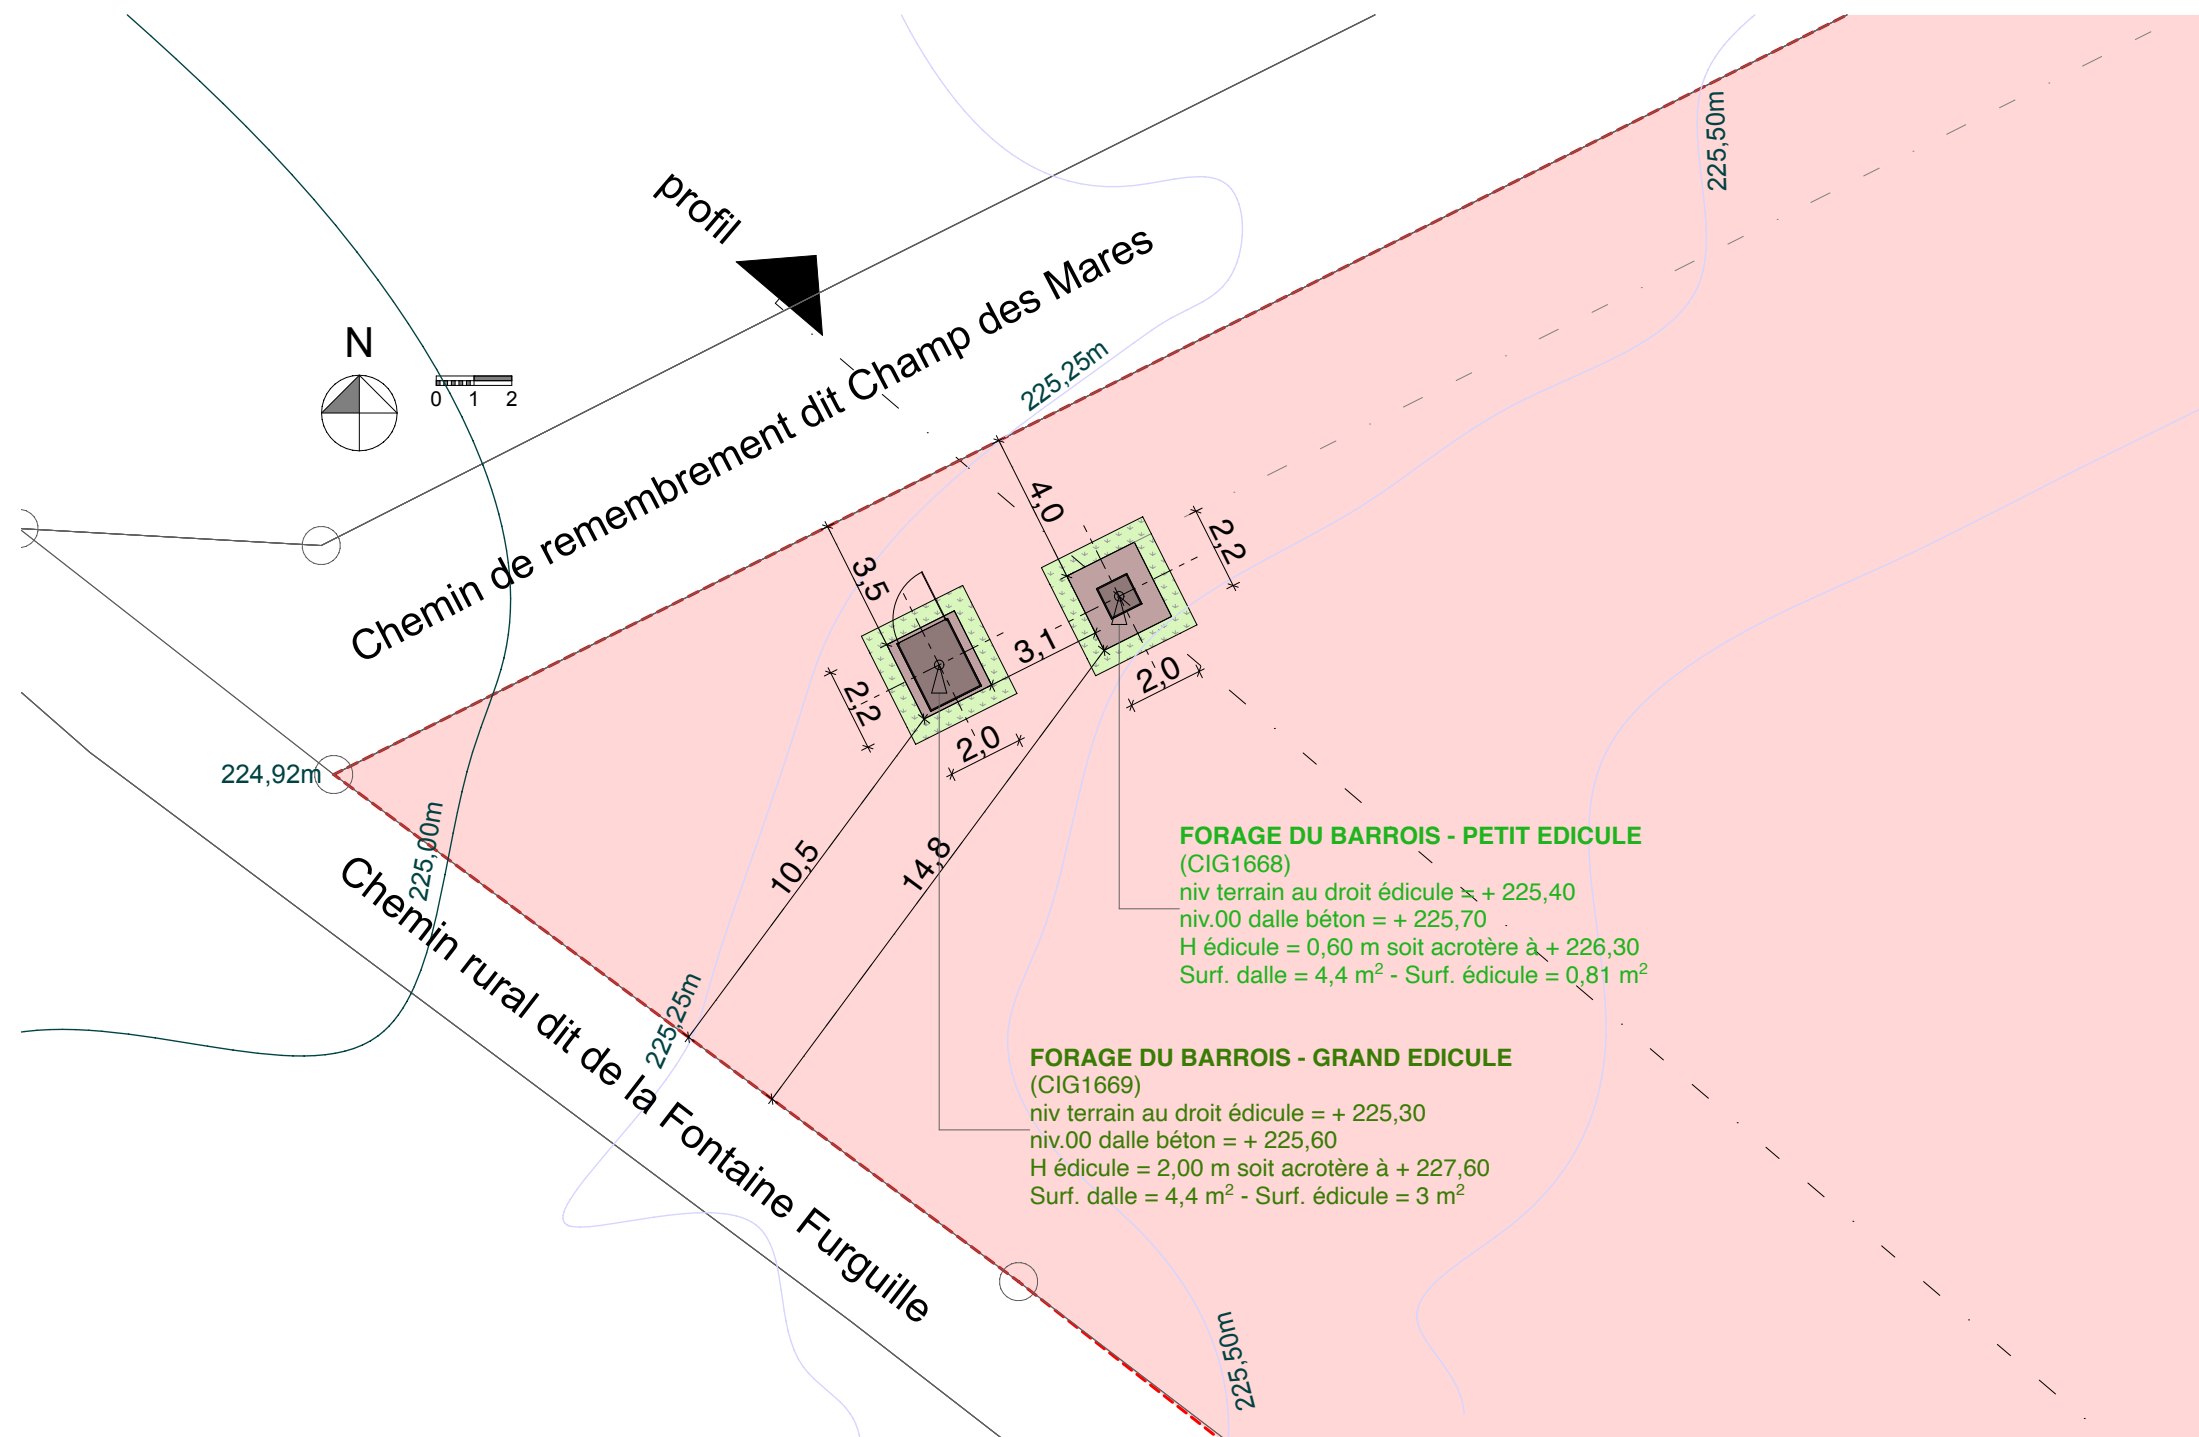 profil
Chemin de remembrement dit Champ des Mares
N
0 1 2
225,50m
225,25m
4,0
2,2
3,5
3,1
2,0
2,2
2,0
224,92m
225,00m
10,5
14,8
FORAGE DU BARROIS - PETIT EDICULE
(CIG1668)
niv terrain au droit édicule = + 225,40
niv.00 dalle béton = + 225,70
H édicule = 0,60 m soit acrotère à + 226,30
Surf. dalle = 4,4 m² - Surf. édicule = 0,81 m²
Chemin rural dit de la Fontaine Furguille
225,25m
FORAGE DU BARROIS - GRAND EDICULE
(CIG1669)
niv terrain au droit édicule = + 225,30
niv.00 dalle béton = + 225,60
H édicule = 2,00 m soit acrotère à + 227,60
Surf. dalle = 4,4 m² - Surf. édicule = 3 m²
225,50m